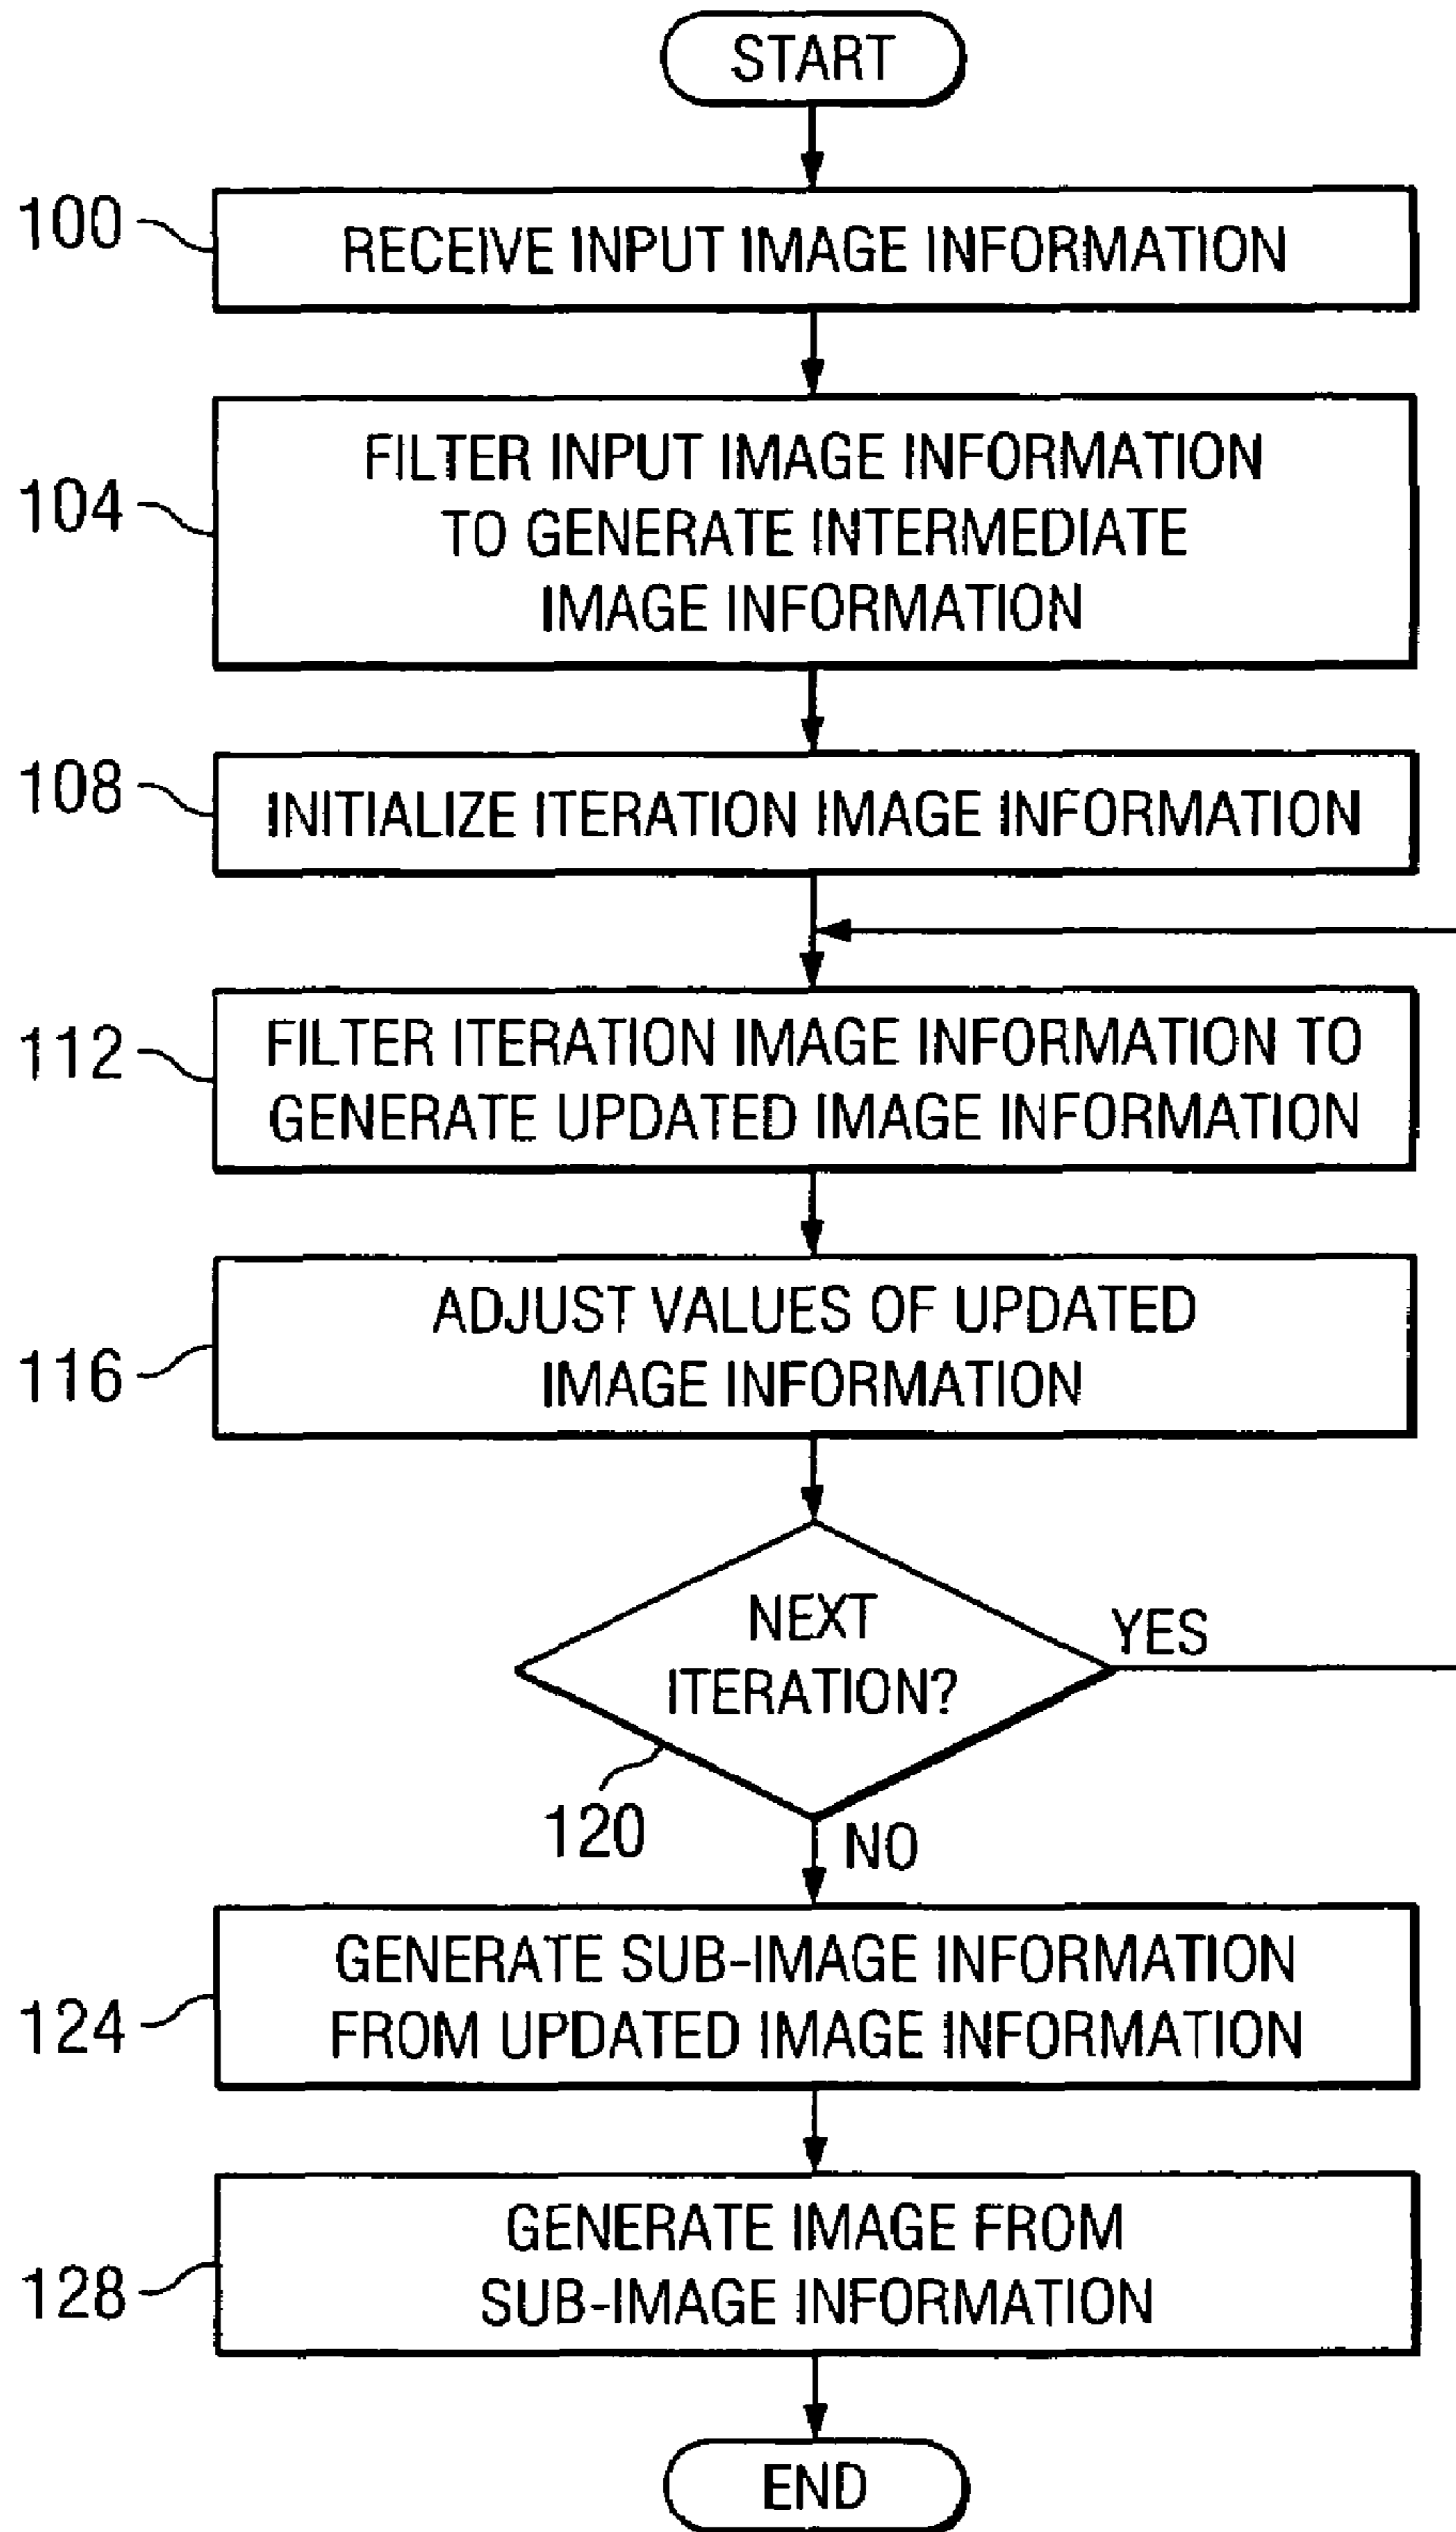 START
100
RECEIVE INPUT IMAGE INFORMATION
104
FILTER INPUT IMAGE INFORMATION
TO GENERATE INTERMEDIATE
IMAGE INFORMATION
108
INITIALIZE ITERATION IMAGE INFORMATION
112
FILTER ITERATION IMAGE INFORMATION TO
GENERATE UPDATED IMAGE INFORMATION
116
ADJUST VALUES OF UPDATED
IMAGE INFORMATION
NEXT
ITERATION?
YES
120
NO
124
GENERATE SUB-IMAGE INFORMATION
FROM UPDATED IMAGE INFORMATION
128
GENERATE IMAGE FROM
SUB-IMAGE INFORMATION
END